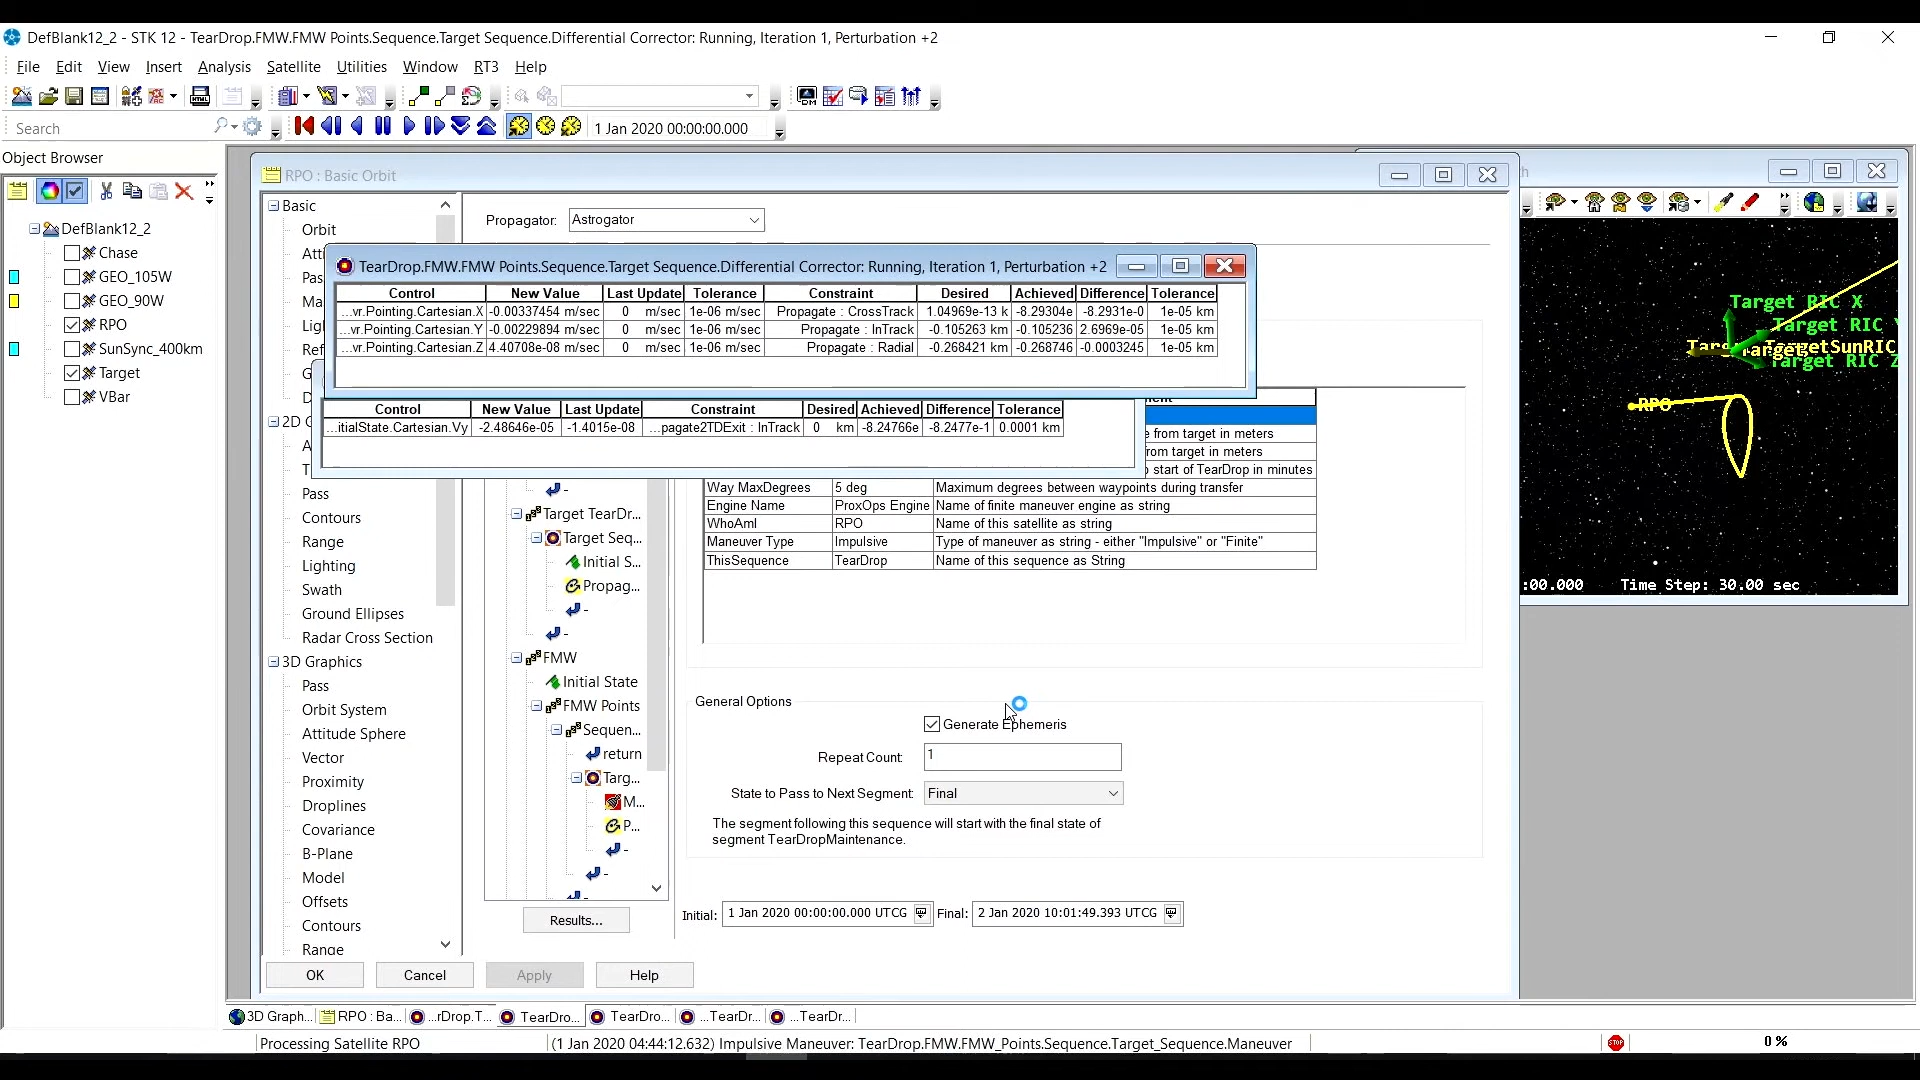 DefBlank12_2 - STK 12 - TearDrop.FMW.FMW Points.Sequence.Target Sequence.Differential Corrector: Running, Iteration 1, Perturbation +2
File Edit View Insert Analysis Satellite Utilities Window RT3 Help
Search
1 Jan 2020 00:00:00.000
Object Browser
DefBlank12_2
Chase
GEO_105W
GEO_90W
RPO
SunSync_400km
Target
VBar
RPO : Basic Orbit
Basic
Orbit
Atti
Pas
Ma
Ligh
Ref
G
D
2D G
A
T
Pass
Contours
Range
Lighting
Swath
Ground Ellipses
Radar Cross Section
3D Graphics
Pass
Orbit System
Attitude Sphere
Vector
Proximity
Droplines
Covariance
B-Plane
Model
Offsets
Contours
Range
Propagator: Astrogator
TearDrop.FMW.FMW Points.Sequence.Target Sequence.Differential Corrector: Running, Iteration 1, Perturbation +2
Control New Value Last Update Tolerance Constraint Desired Achieved Difference Tolerance
...vr.Pointing.Cartesian.X -0.00337454 m/sec 0 m/sec 1e-06 m/sec Propagate : CrossTrack 1.04969e-13 k -8.29304e -8.2931e-0 1e-05 km
...vr.Pointing.Cartesian.Y -0.00229894 m/sec 0 m/sec 1e-06 m/sec Propagate : InTrack -0.105263 km -0.105236 2.6969e-05 1e-05 km
...vr.Pointing.Cartesian.Z 4.40708e-08 m/sec 0 m/sec 1e-06 m/sec Propagate : Radial -0.268421 km -0.268746 -0.0003245 1e-05 km
Control New Value Last Update Constraint Desired Achieved Difference Tolerance
...itialState.Cartesian.Vy -2.48646e-05 -1.4015e-08 ...pagate2TDExit : InTrack 0 km -8.24766e -8.2477e-1 0.0001 km
e from target in meters
from target in meters
o start of TearDrop in minutes
Way MaxDegrees 5 deg Maximum degrees between waypoints during transfer
Engine Name ProxOps Engine Name of finite maneuver engine as string
WhoAmI RPO Name of this satellite as string
Maneuver Type Impulsive Type of maneuver as string - either "Impulsive" or "Finite"
ThisSequence TearDrop Name of this sequence as String
-
Target TearDr...
Target Seq...
Initial S...
Propag...
-
-
FMW
Initial State
FMW Points
Sequen...
return
Targ...
M...
P...
-
-
Results...
General Options
Generate Ephemeris
Repeat Count: 1
State to Pass to Next Segment: Final
The segment following this sequence will start with the final state of
segment TearDropMaintenance.
Initial: 1 Jan 2020 00:00:00.000 UTCG Final: 2 Jan 2020 10:01:49.393 UTCG
OK Cancel Apply Help
Target RIC X
Target RIC Y
TargetSunRIC
Target
Target RIC Z
RPO
:00.000 Time Step: 30.00 sec
3D Graph... RPO : Ba... ...rDrop.T... TearDro... TearDro... ...TearDr... ...TearDr...
Processing Satellite RPO (1 Jan 2020 04:44:12.632) Impulsive Maneuver: TearDrop.FMW.FMW_Points.Sequence.Target_Sequence.Maneuver STOP 0 %